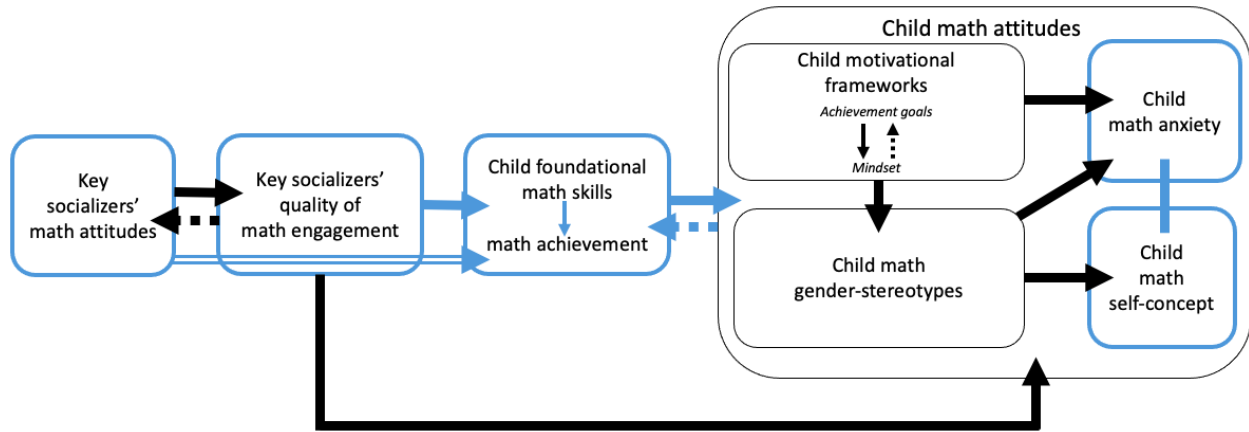 Key
socializers'
math attitudes
Key socializers'
quality of
math engagement
Child foundational
math skills
math achievement
Child math attitudes
Child motivational
frameworks
Achievement goals
Mindset
Child math
gender-stereotypes
Child
math anxiety
Child
math
self-concept